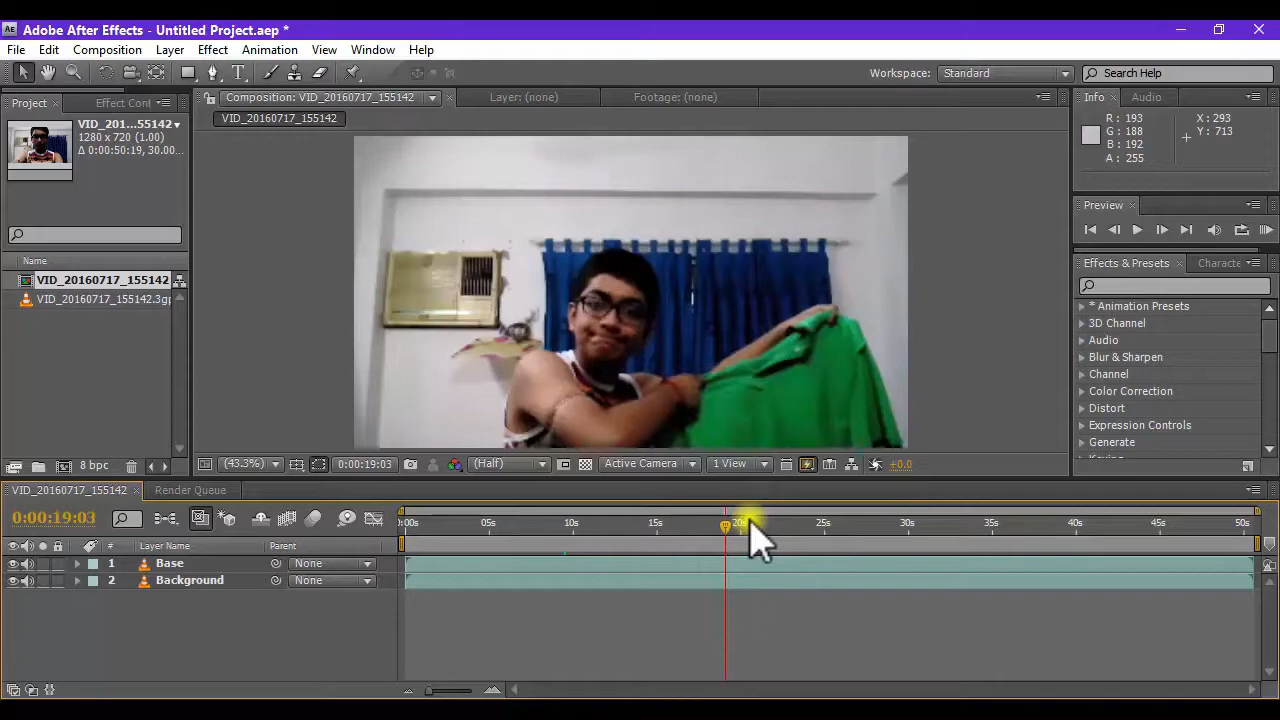 AE Adobe After Effects - Untitled Project.aep *
File Edit Composition Layer Effect Animation View Window Help
Workspace: Standard Search Help
Project Effect Con
Composition: VID_20160717_155142 Layer: (none) Footage: (none)
Info Audio
VID_20160717_155142
VID_201...55142
1280 x 720 (1.00)
Δ 0:00:50:19, 30.00...
R: 193
G: 188
B: 192
A: 255
X: 293
Y: 713
Preview
Name
VID_20160717_155142
VID_20160717_155142.3gp
Effects & Presets Characte
* Animation Presets
3D Channel
Audio
Blur & Sharpen
Channel
Color Correction
Distort
Expression Controls
Generate
8 bpc
(43.3%) 0:00:19:03 (Half) Active Camera 1 View +0.0
VID_20160717_155142 Render Queue
0:00:19:03
0:00s 05s 10s 15s 20s 25s 30s 35s 40s 45s 50s
# Layer Name Parent
1 Base None
2 Background None